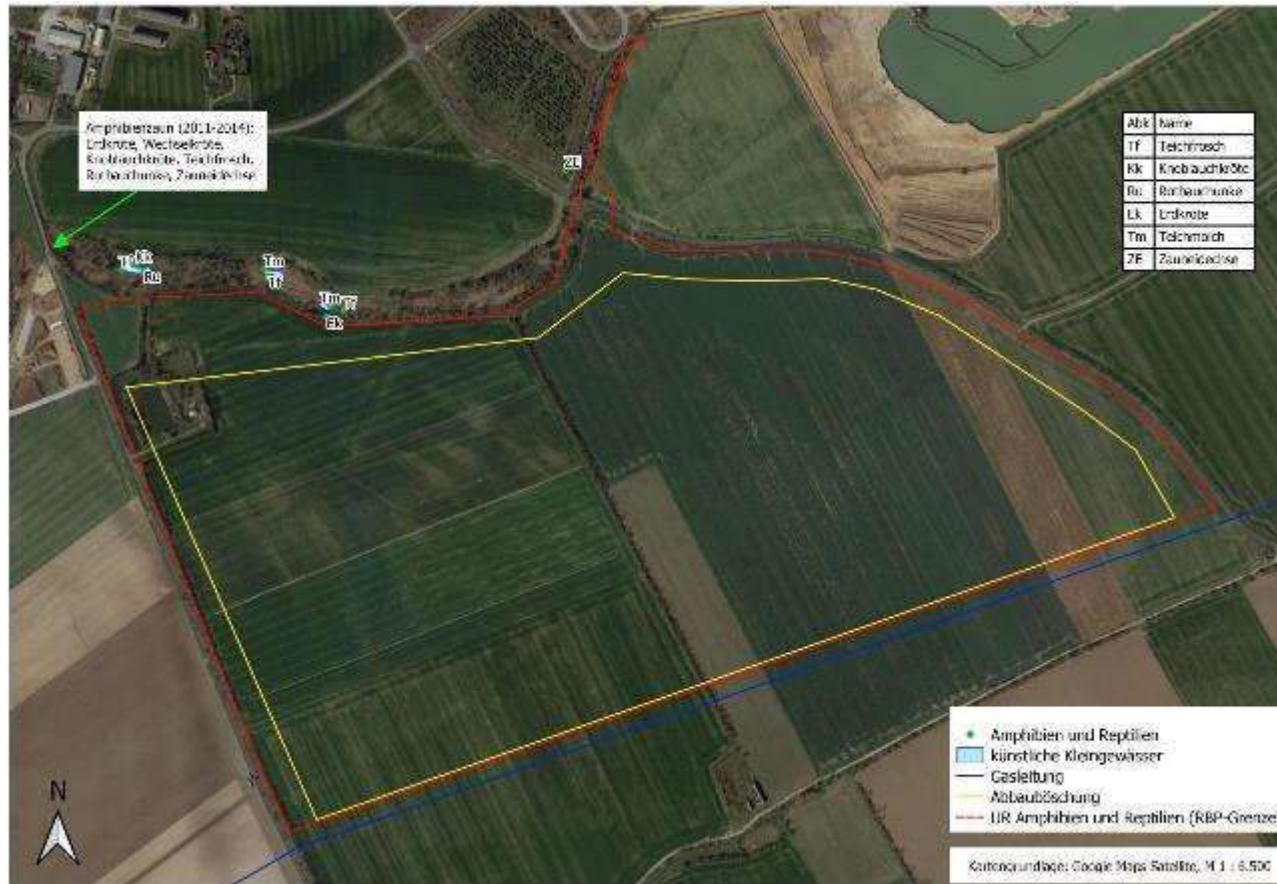 Amphibienzaun (2011-2014):
Erdkröte, Wechselkröte,
Knoblauchkröte, Teichfrosch,
Rotbauchunke, Zauneidechse
ZE
Abk Name
Tf Teichfrosch
Kk Knoblauchkröte
Ru Rotbauchunke
Ek Erdkröte
Tm Teichmolch
ZE Zauneidechse
Tf Kk
Ru
Tm
Tf
Tm Tf
Ek
N
Amphibien und Reptilien
künstliche Kleingewässer
Gasleitung
Abbauböschung
UR Amphibien und Reptilien (RBP-Grenze
Kartengrundlage: Google Maps Satellite, M 1 : 6.500